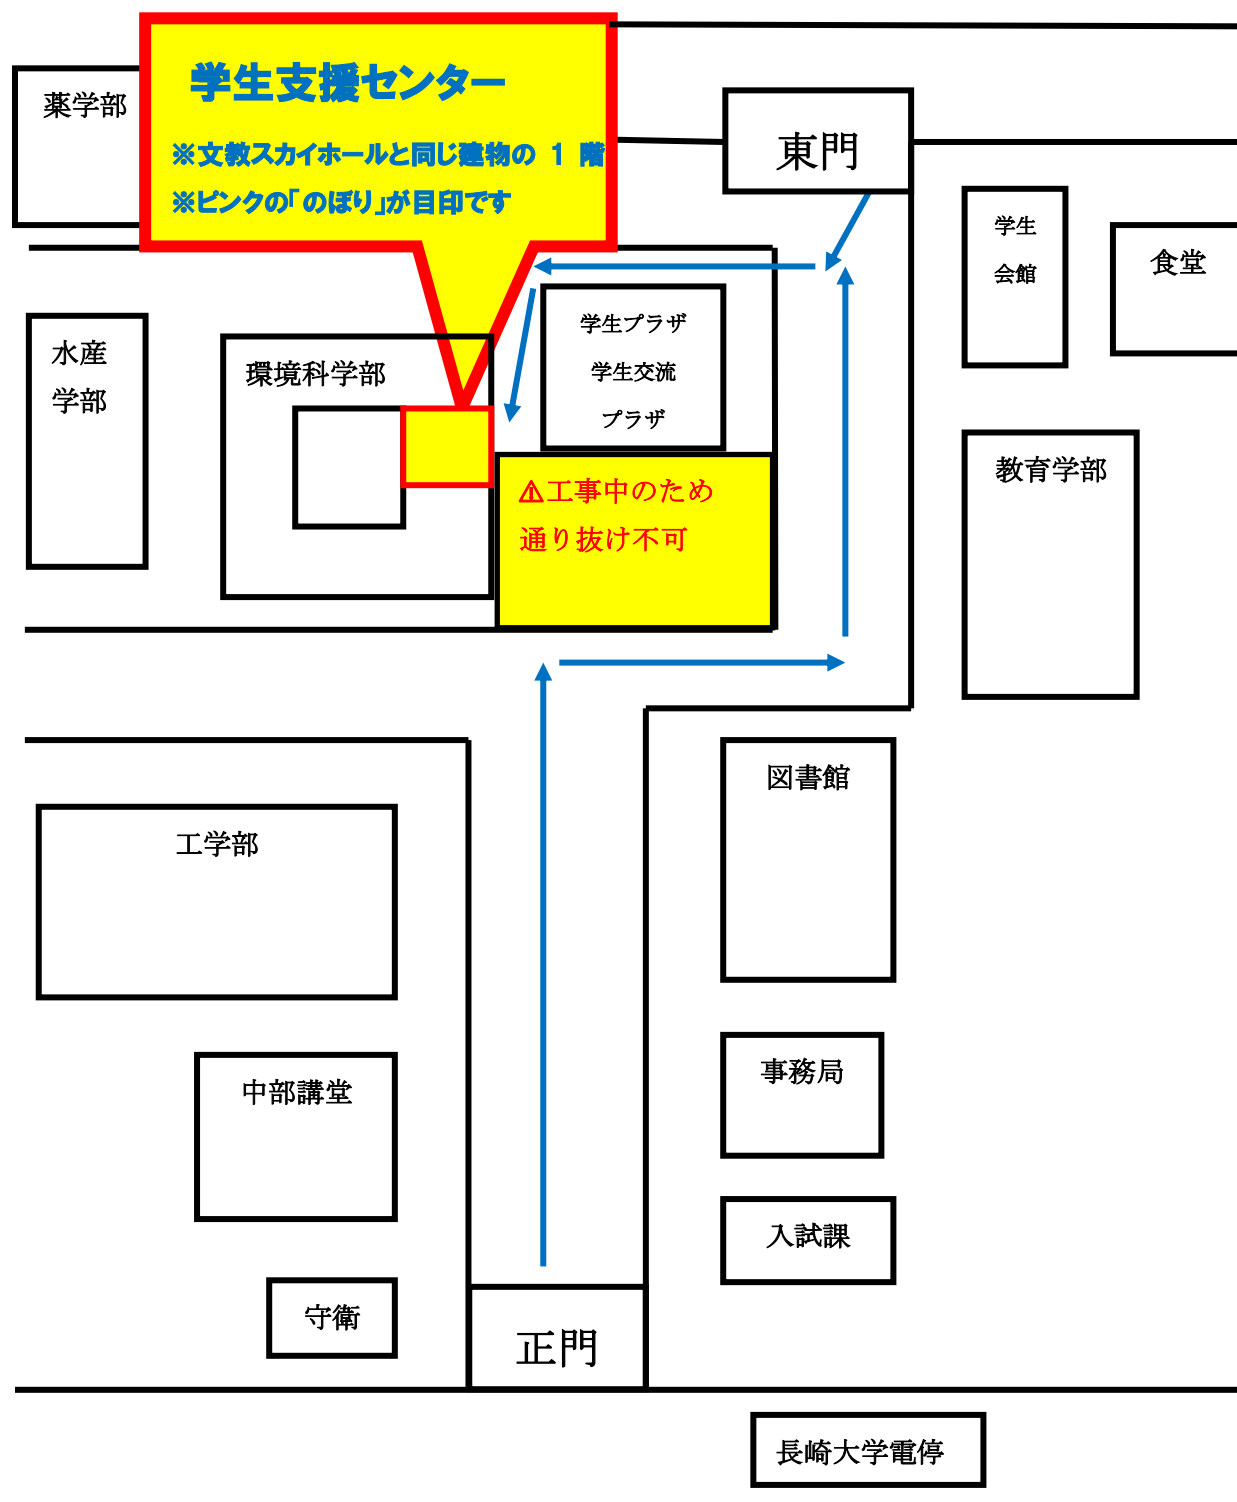 学生支援センター
※文教スカイホールと同じ建物の 1 階
※ピンクの「のぼり」が目印です
薬学部
東門
学生
会館
食堂
水産
学部
環境科学部
学生プラザ
学生交流
プラザ
⚠工事中のため
通り抜け不可
教育学部
図書館
工学部
事務局
中部講堂
入試課
守衛
正門
長崎大学電停